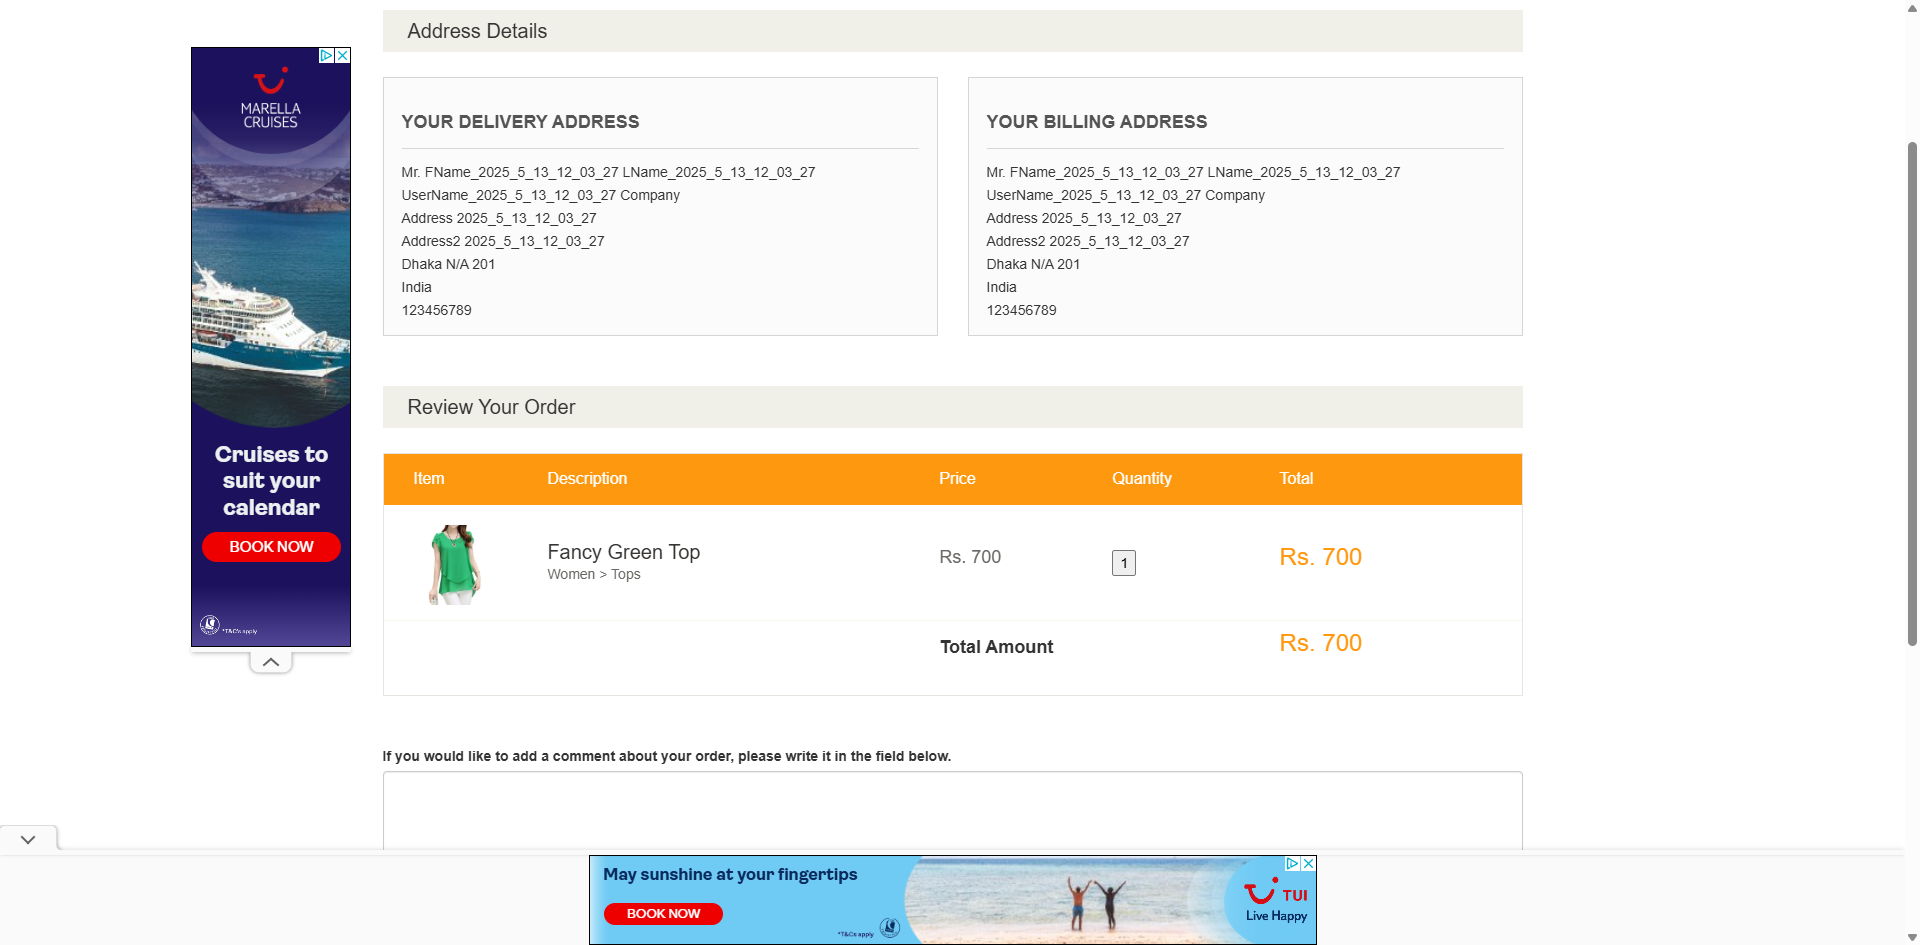 Address Details
MARELLA
CRUISES
Cruises to
suit your
calendar
BOOK NOW
*T&Cs apply
YOUR DELIVERY ADDRESS
Mr. FName_2025_5_13_12_03_27 LName_2025_5_13_12_03_27
UserName_2025_5_13_12_03_27 Company
Address 2025_5_13_12_03_27
Address2 2025_5_13_12_03_27
Dhaka N/A 201
India
123456789
YOUR BILLING ADDRESS
Mr. FName_2025_5_13_12_03_27 LName_2025_5_13_12_03_27
UserName_2025_5_13_12_03_27 Company
Address 2025_5_13_12_03_27
Address2 2025_5_13_12_03_27
Dhaka N/A 201
India
123456789
Review Your Order
Item Description Price Quantity Total
Fancy Green Top Rs. 700 1 Rs. 700
Women > Tops
Total Amount Rs. 700
If you would like to add a comment about your order, please write it in the field below.
May sunshine at your fingertips
BOOK NOW
*T&Cs apply
TUI
Live Happy